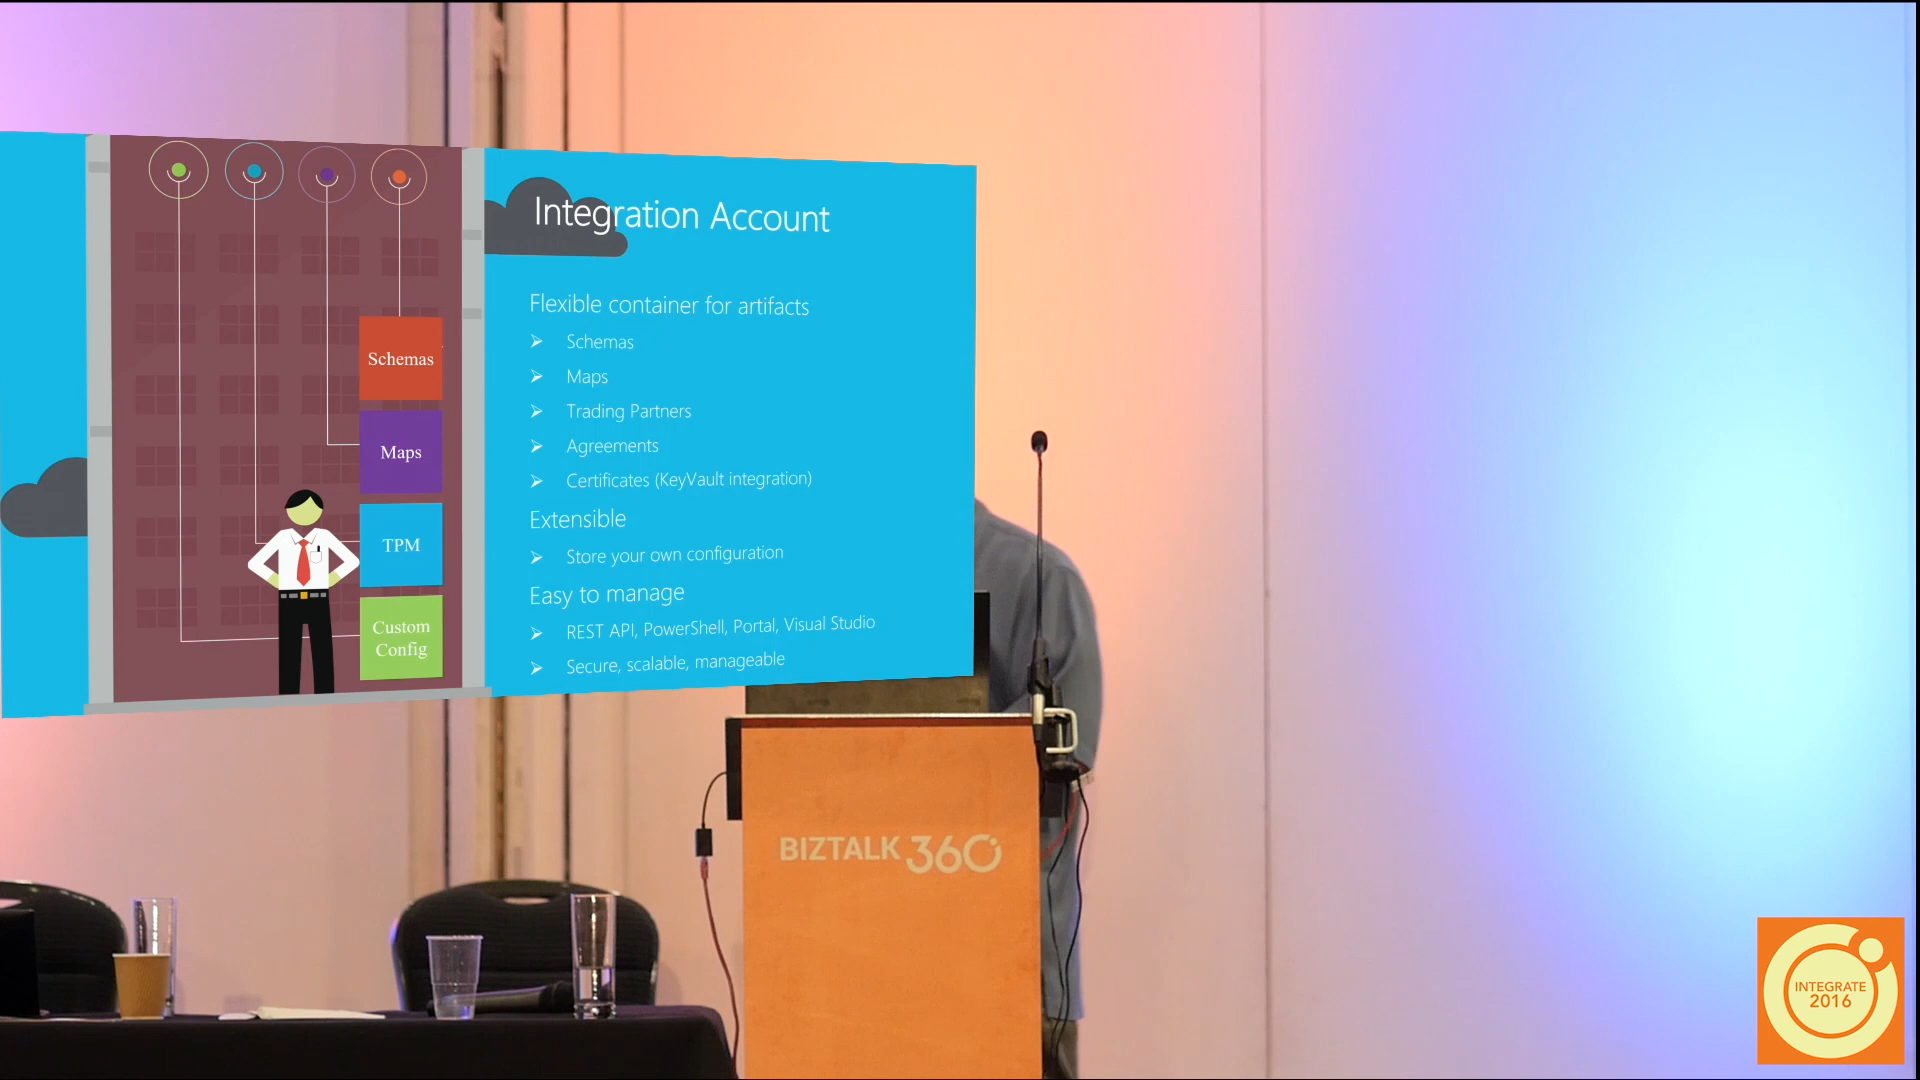 Integration Account
Flexible container for artifacts
Schemas
Maps
Trading Partners
Agreements
Certificates (KeyVault integration)
Extensible
Store your own configuration
Easy to manage
REST API, PowerShell, Portal, Visual Studio
Secure, scalable, manageable
Schemas
Maps
TPM
Custom
Config
BIZTALK 360
INTEGRATE
2016